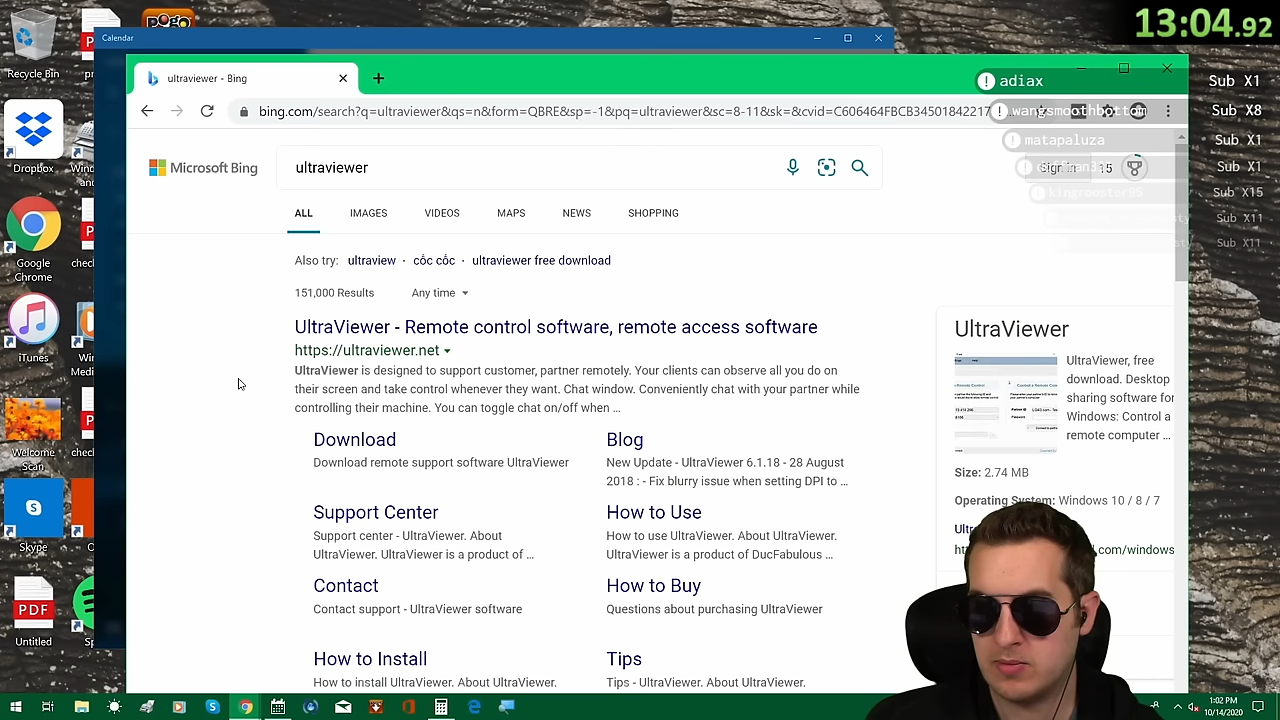 13:04.92
pogo
Calendar
Recycle Bin
Dropbox
Google
Chrome
iTunes
Welcome
Scan
Skype
PDF
Untitled
ultraviewer - Bing
bing.com/search?q=ultraviewer&qs=n&form=QBRE&sp=-1&pq=ultraviewer&sc=8-11&sk=&cvid=C606464FBCB3450184221
adiax
Sub X1
wangsmoothbottom
Sub X8
matapaluza
Sub X1
Sub X1
kingrooster95
Sub X15
Sub X11
Sub X11
Microsoft Bing
ultraviewer
15
ALL
IMAGES
VIDEOS
MAPS
NEWS
SHOPPING
Also try: ultraview · cốc cốc · ultraviewer free download
151,000 Results
Any time
UltraViewer - Remote control software, remote access software
https://ultraviewer.net
UltraViewer is designed to support customer, partner remotely. Your clients can observe all you do on
their screen and take control whenever they want. Chat window. Conveniently chat with your partner while
controlling their machine. You can toggle chat on/off when ...
Download
Download remote support software UltraViewer
Blog
New Update - UltraViewer 6.1.18 - 28 August
2018 : - Fix blurry issue when setting DPI to ...
Support Center
Support center - UltraViewer. About
UltraViewer. UltraViewer is a product of ...
How to Use
How to use UltraViewer. About UltraViewer.
UltraViewer is a product of DucFabulous ...
Contact
Contact support - UltraViewer software
How to Buy
Questions about purchasing UltraViewer
How to Install
How to install UltraViewer. About UltraViewer.
Tips
Tips - UltraViewer. About UltraViewer.
UltraViewer
UltraViewer, free
download. Desktop
sharing software for
Windows: Control a
remote computer ...
Size: 2.74 MB
Operating System: Windows 10 / 8 / 7
.com/windows
1:02 PM
10/14/2020